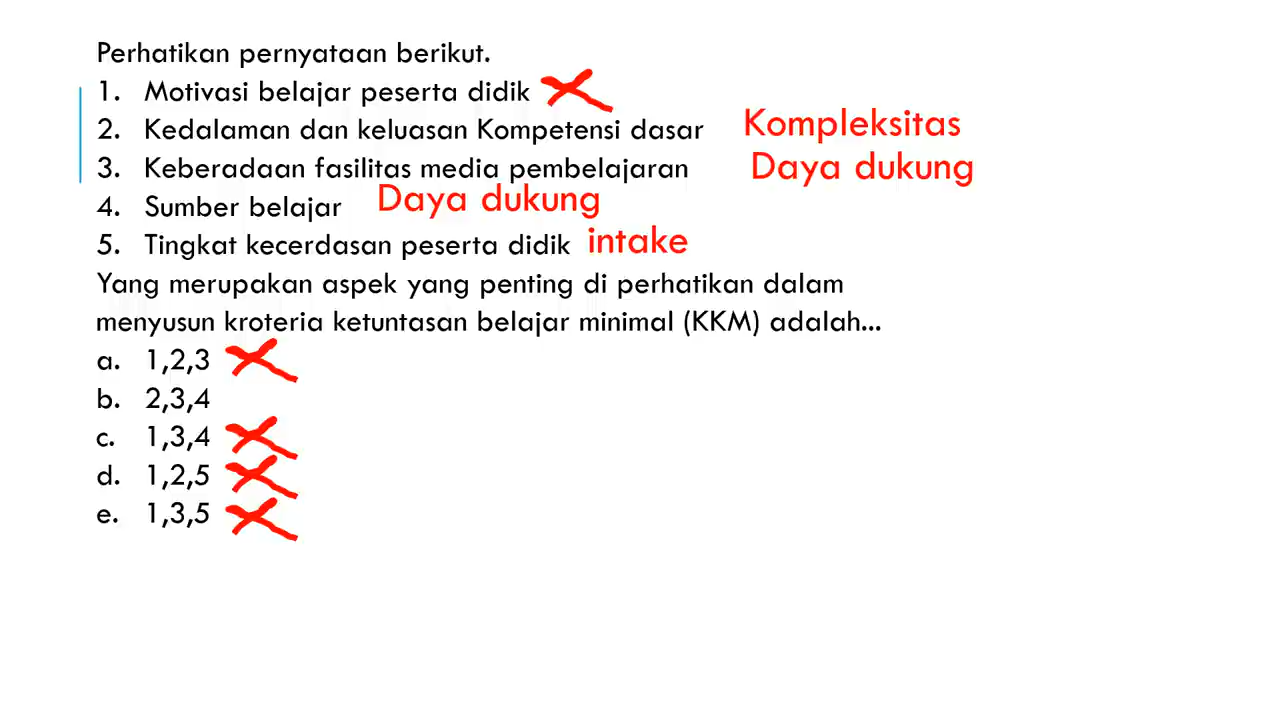 Perhatikan pernyataan berikut.
1. Motivasi belajar peserta didik
2. Kedalaman dan keluasan Kompetensi dasar Kompleksitas
3. Keberadaan fasilitas media pembelajaran Daya dukung
4. Sumber belajar Daya dukung
5. Tingkat kecerdasan peserta didik intake
Yang merupakan aspek yang penting di perhatikan dalam
menyusun kroteria ketuntasan belajar minimal (KKM) adalah...
a. 1,2,3
b. 2,3,4
c. 1,3,4
d. 1,2,5
e. 1,3,5